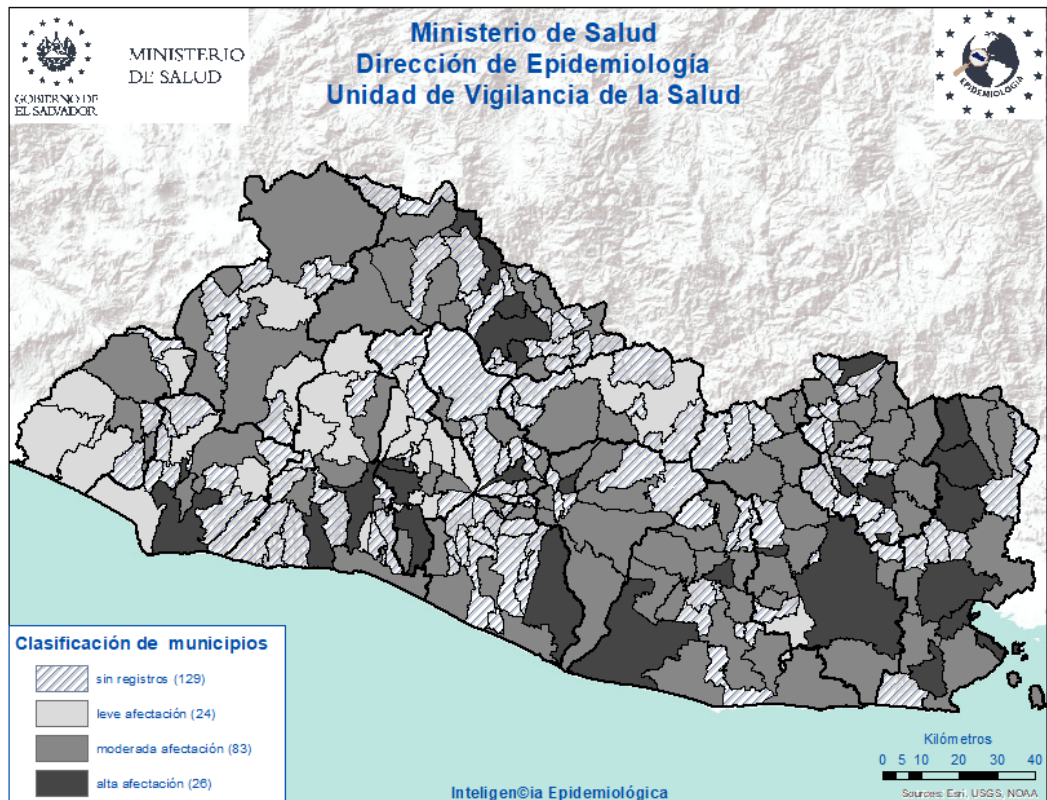 Ministerio de Salud
Dirección de Epidemiología
Unidad de Vigilancia de la Salud
MINISTERIO
DE SALUD
GOBIERNO DE
EL SALVADOR
EPIDEMIOLOGÍA
Clasificación de municipios
sin registros (129)
leve afectación (24)
moderada afectación (83)
alta afectación (26)
Kilómetros
0 5 10 20 30 40
Inteligen©ia Epidemiológica
Sources: Esri, USGS, NOAA